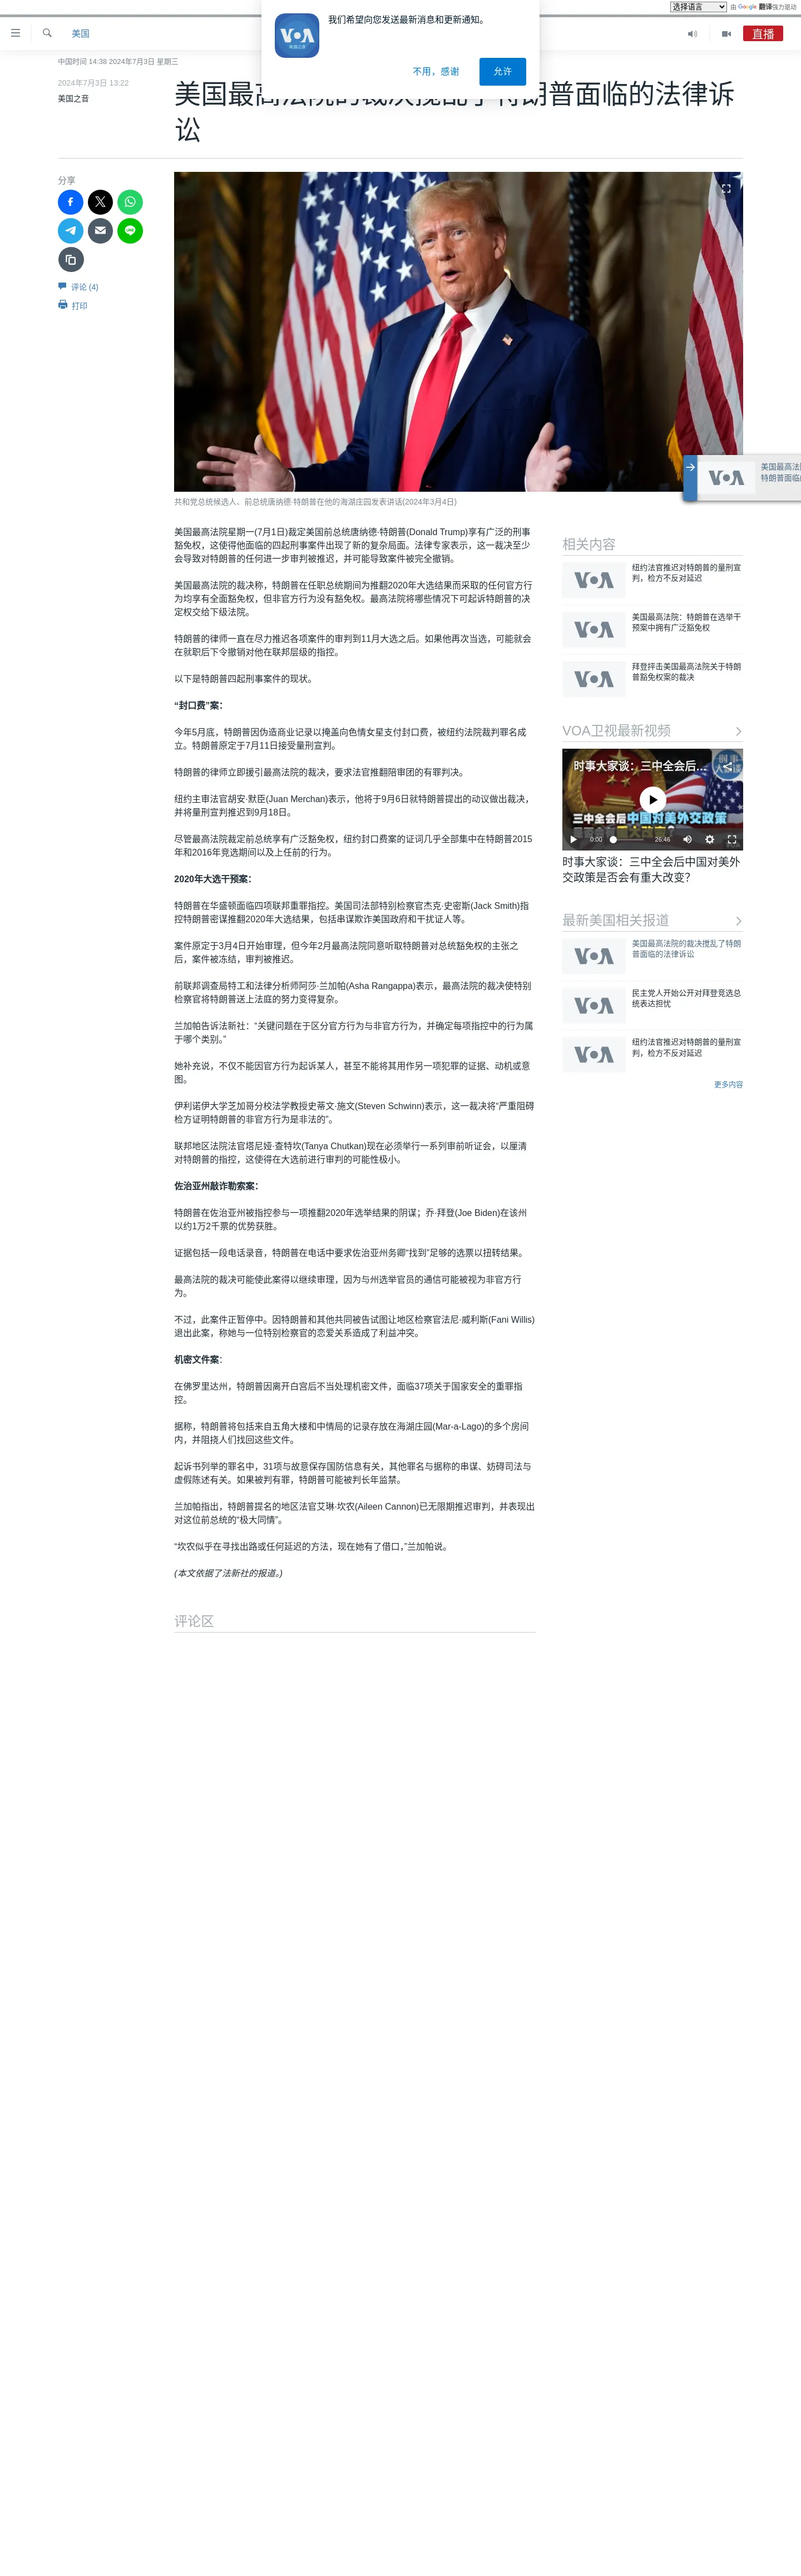 选择语言 由 Google 翻译强力驱动
我们希望向您发送最新消息和更新通知。
VOA
美国之音
不用，感谢 允许
美国
直播
中国时间 14:38 2024年7月3日 星期三
2024年7月3日 13:22
美国之音
美国最高法院的裁决搅乱了特朗普面临的法律诉
讼
分享
评论 (4)
打印
VOA
美国最高法院
特朗普面临的
共和党总统候选人、前总统唐纳德·特朗普在他的海湖庄园发表讲话(2024年3月4日)
美国最高法院星期一(7月1日)裁定美国前总统唐纳德·特朗普(Donald Trump)享有广泛的刑事
豁免权，这使得他面临的四起刑事案件出现了新的复杂局面。法律专家表示，这一裁决至少
会导致对特朗普的任何进一步审判被推迟，并可能导致案件被完全撤销。
美国最高法院的裁决称，特朗普在任职总统期间为推翻2020年大选结果而采取的任何官方行
为均享有全面豁免权，但非官方行为没有豁免权。最高法院将哪些情况下可起诉特朗普的决
定权交给下级法院。
特朗普的律师一直在尽力推迟各项案件的审判到11月大选之后。如果他再次当选，可能就会
在就职后下令撤销对他在联邦层级的指控。
以下是特朗普四起刑事案件的现状。
“封口费”案：
今年5月底，特朗普因伪造商业记录以掩盖向色情女星支付封口费，被纽约法院裁判罪名成
立。特朗普原定于7月11日接受量刑宣判。
特朗普的律师立即援引最高法院的裁决，要求法官推翻陪审团的有罪判决。
纽约主审法官胡安·默臣(Juan Merchan)表示，他将于9月6日就特朗普提出的动议做出裁决，
并将量刑宣判推迟到9月18日。
尽管最高法院裁定前总统享有广泛豁免权，纽约封口费案的证词几乎全部集中在特朗普2015
年和2016年竞选期间以及上任前的行为。
2020年大选干预案：
特朗普在华盛顿面临四项联邦重罪指控。美国司法部特别检察官杰克·史密斯(Jack Smith)指
控特朗普密谋推翻2020年大选结果，包括串谋欺诈美国政府和干扰证人等。
案件原定于3月4日开始审理，但今年2月最高法院同意听取特朗普对总统豁免权的主张之
后，案件被冻结，审判被推迟。
前联邦调查局特工和法律分析师阿莎·兰加帕(Asha Rangappa)表示，最高法院的裁决使特别
检察官将特朗普送上法庭的努力变得复杂。
兰加帕告诉法新社：“关键问题在于区分官方行为与非官方行为，并确定每项指控中的行为属
于哪个类别。”
她补充说，不仅不能因官方行为起诉某人，甚至不能将其用作另一项犯罪的证据、动机或意
图。
伊利诺伊大学芝加哥分校法学教授史蒂文·施文(Steven Schwinn)表示，这一裁决将“严重阻碍
检方证明特朗普的非官方行为是非法的”。
联邦地区法院法官塔尼娅·查特坎(Tanya Chutkan)现在必须举行一系列审前听证会，以厘清
对特朗普的指控，这使得在大选前进行审判的可能性极小。
佐治亚州敲诈勒索案：
特朗普在佐治亚州被指控参与一项推翻2020年选举结果的阴谋；乔·拜登(Joe Biden)在该州
以约1万2千票的优势获胜。
证据包括一段电话录音，特朗普在电话中要求佐治亚州务卿“找到”足够的选票以扭转结果。
最高法院的裁决可能使此案得以继续审理，因为与州选举官员的通信可能被视为非官方行
为。
不过，此案件正暂停中。因特朗普和其他共同被告试图让地区检察官法尼·威利斯(Fani Willis)
退出此案，称她与一位特别检察官的恋爱关系造成了利益冲突。
机密文件案:
在佛罗里达州，特朗普因离开白宫后不当处理机密文件，面临37项关于国家安全的重罪指
控。
据称，特朗普将包括来自五角大楼和中情局的记录存放在海湖庄园(Mar-a-Lago)的多个房间
内，并阻挠人们找回这些文件。
起诉书列举的罪名中，31项与故意保存国防信息有关，其他罪名与据称的串谋、妨碍司法与
虚假陈述有关。如果被判有罪，特朗普可能被判长年监禁。
兰加帕指出，特朗普提名的地区法官艾琳·坎农(Aileen Cannon)已无限期推迟审判，并表现出
对这位前总统的“极大同情”。
“坎农似乎在寻找出路或任何延迟的方法，现在她有了借口，”兰加帕说。
(本文依据了法新社的报道。)
评论区
相关内容
VOA
纽约法官推迟对特朗普的量刑宣
判，检方不反对延迟
VOA
美国最高法院：特朗普在选举干
预案中拥有广泛豁免权
VOA
拜登抨击美国最高法院关于特朗
普豁免权案的裁决
VOA卫视最新视频
时事大家谈：三中全会后…
三中全会后中国对美外交政策
0:00 26:46
时事大家谈：三中全会后中国对美外
交政策是否会有重大改变？
最新美国相关报道
VOA
美国最高法院的裁决搅乱了特朗
普面临的法律诉讼
VOA
民主党人开始公开对拜登竞选总
统表达担忧
VOA
纽约法官推迟对特朗普的量刑宣
判，检方不反对延迟
更多内容